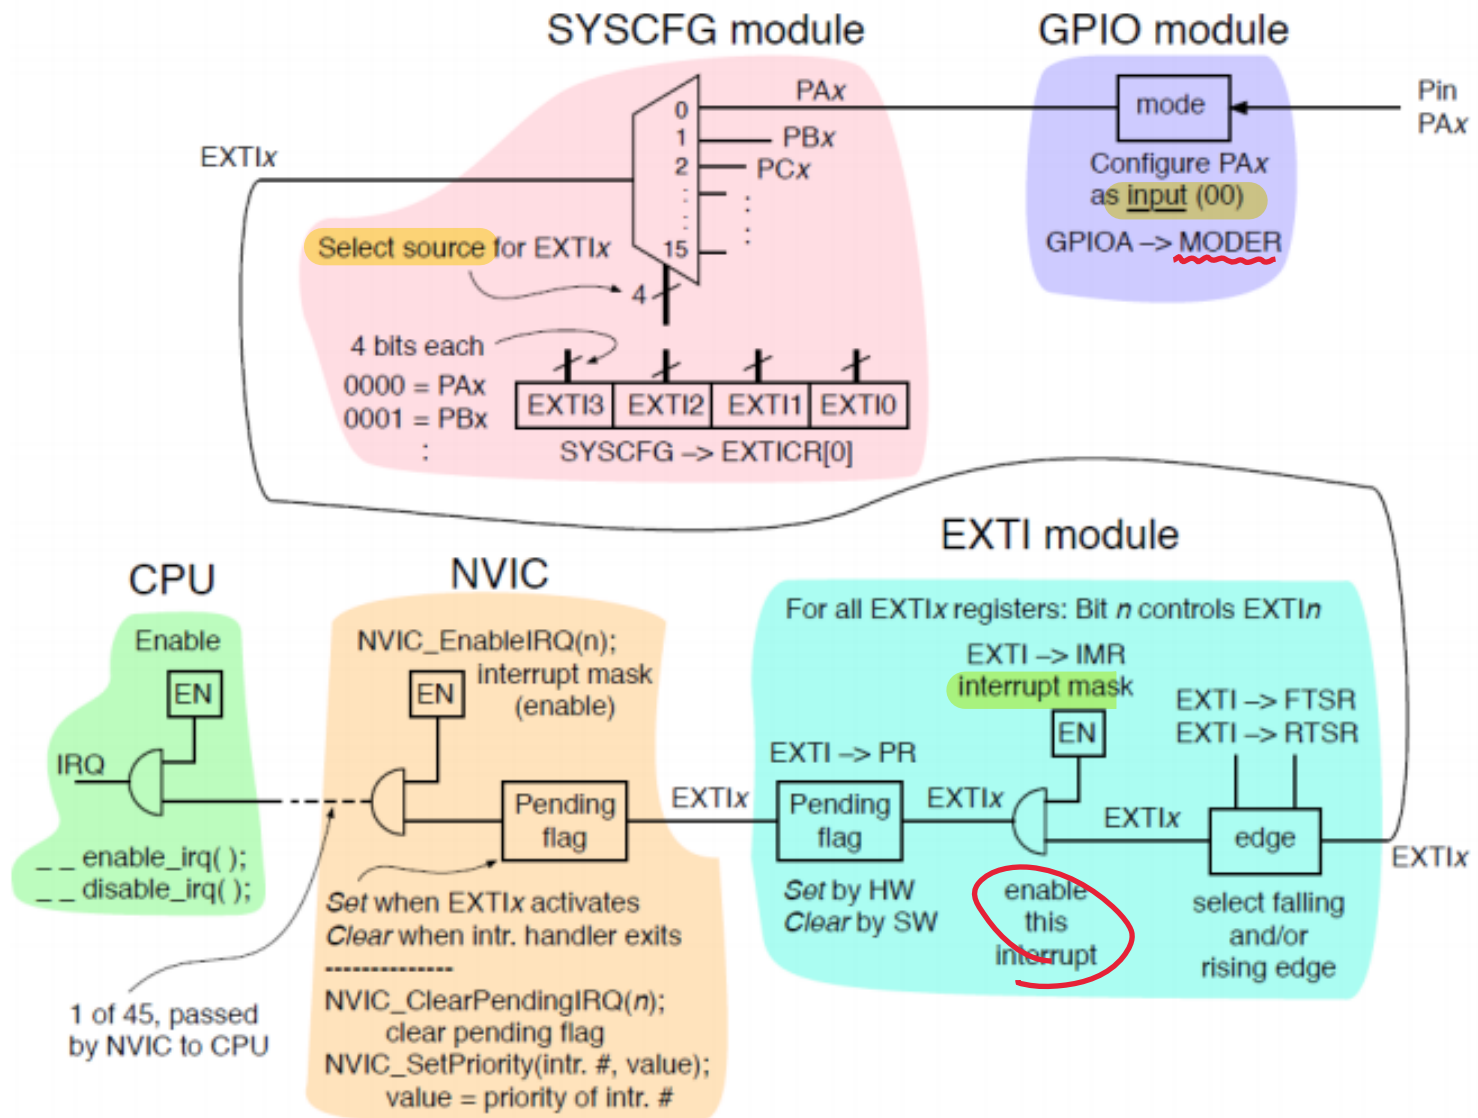 SYSCFG module
GPIO module
PAx
mode
Pin
PAx
0
1
PBx
2
PCx
EXTIx
Configure PAx
as input (00)
GPIOA –> MODER
Select source for EXTIx
15
4
4 bits each
0000 = PAx
0001 = PBx
:
EXTI3 EXTI2 EXTI1 EXTI0
SYSCFG –> EXTICR[0]
EXTI module
CPU
NVIC
For all EXTIx registers: Bit n controls EXTIn
Enable
EN
NVIC_EnableIRQ(n);
interrupt mask
(enable)
EN
EXTI –> IMR
interrupt mask
EN
EXTI –> FTSR
EXTI –> RTSR
IRQ
Pending
flag
EXTIx
EXTI –> PR
Pending
flag
EXTIx
EXTIx
edge
EXTIx
_ _ enable_irq( );
_ _ disable_irq( );
Set when EXTIx activates
Clear when intr. handler exits
--------------
NVIC_ClearPendingIRQ(n);
clear pending flag
NVIC_SetPriority(intr. #, value);
value = priority of intr. #
Set by HW
Clear by SW
enable
this
interrupt
select falling
and/or
rising edge
1 of 45, passed
by NVIC to CPU